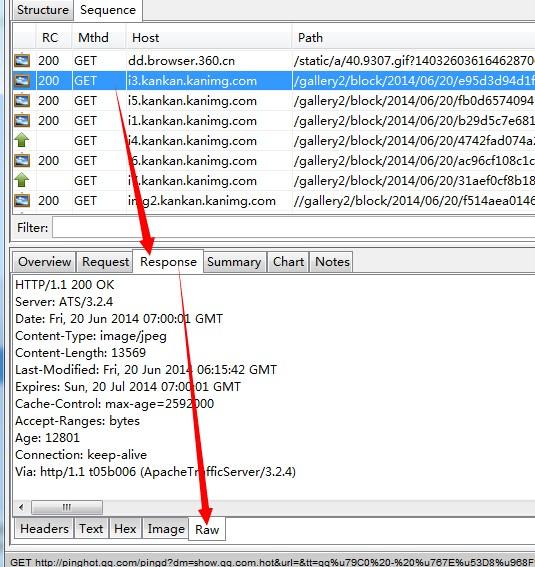 Structure Sequence
RC Mthd Host Path
200 GET dd.browser.360.cn /static/a/40.9307.gif?14032603616462870
200 GET i3.kankan.kanimg.com /gallery2/block/2014/06/20/e95d3d94d1f
200 GET i5.kankan.kanimg.com /gallery2/block/2014/06/20/fb0d6574094
200 GET i1.kankan.kanimg.com /gallery2/block/2014/06/20/b29d5c7e681
GET i4.kankan.kanimg.com /gallery2/block/2014/06/20/4742fad074a2
200 GET .kankan.kanimg.com /gallery2/block/2014/06/20/ac96cf108c1c
GET .kankan.kanimg.com /gallery2/block/2014/06/20/31aef0cf8b18
200 GET img2.kankan.kanimg.com //gallery2/block/2014/06/20/f514aea0146
Filter:
Overview Request Response Summary Chart Notes
HTTP/1.1 200 OK
Server: ATS/3.2.4
Date: Fri, 20 Jun 2014 07:00:01 GMT
Content-Type: image/jpeg
Content-Length: 13569
Last-Modified: Fri, 20 Jun 2014 06:15:42 GMT
Expires: Sun, 20 Jul 2014 07:00:01 GMT
Cache-Control: max-age=2592000
Accept-Ranges: bytes
Age: 12801
Connection: keep-alive
Via: http/1.1 t05b006 (ApacheTrafficServer/3.2.4)
Headers Text Hex Image Raw
GET http://pinghot.qq.com/pingd?dm=show.qq.com.hot&url=&tt=qq%u79C0%20-%20%u767E%u53D8%u968F